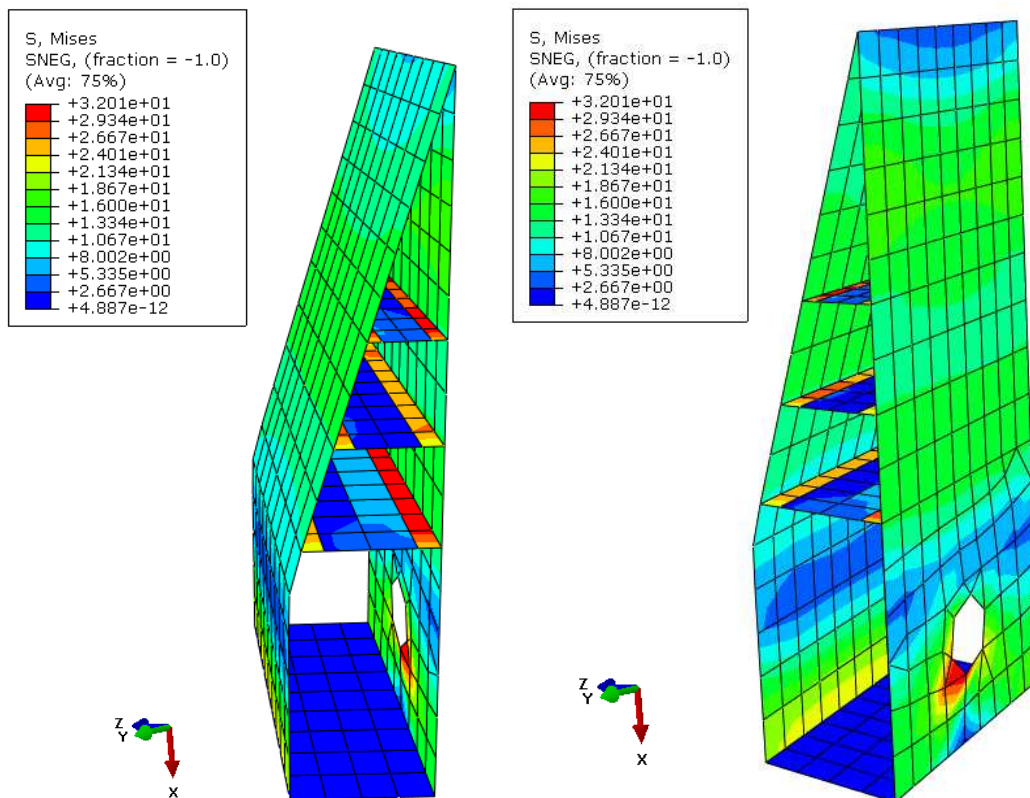 S, Mises
SNEG, (fraction = -1.0)
(Avg: 75%)
+3.201e+01
+2.934e+01
+2.667e+01
+2.401e+01
+2.134e+01
+1.867e+01
+1.600e+01
+1.334e+01
+1.067e+01
+8.002e+00
+5.335e+00
+2.667e+00
+4.887e-12
Z
Y
X
S, Mises
SNEG, (fraction = -1.0)
(Avg: 75%)
+3.201e+01
+2.934e+01
+2.667e+01
+2.401e+01
+2.134e+01
+1.867e+01
+1.600e+01
+1.334e+01
+1.067e+01
+8.002e+00
+5.335e+00
+2.667e+00
+4.887e-12
Z
Y
X